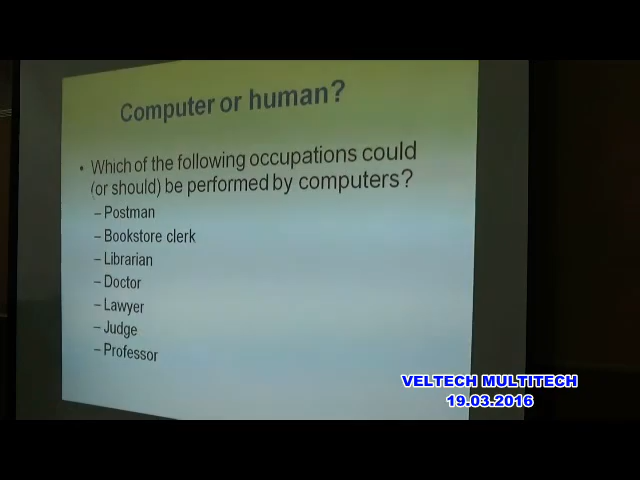 Computer or human?
• Which of the following occupations could
(or should) be performed by computers?
– Postman
– Bookstore clerk
– Librarian
– Doctor
– Lawyer
– Judge
– Professor
VELTECH MULTITECH
19.03.2016